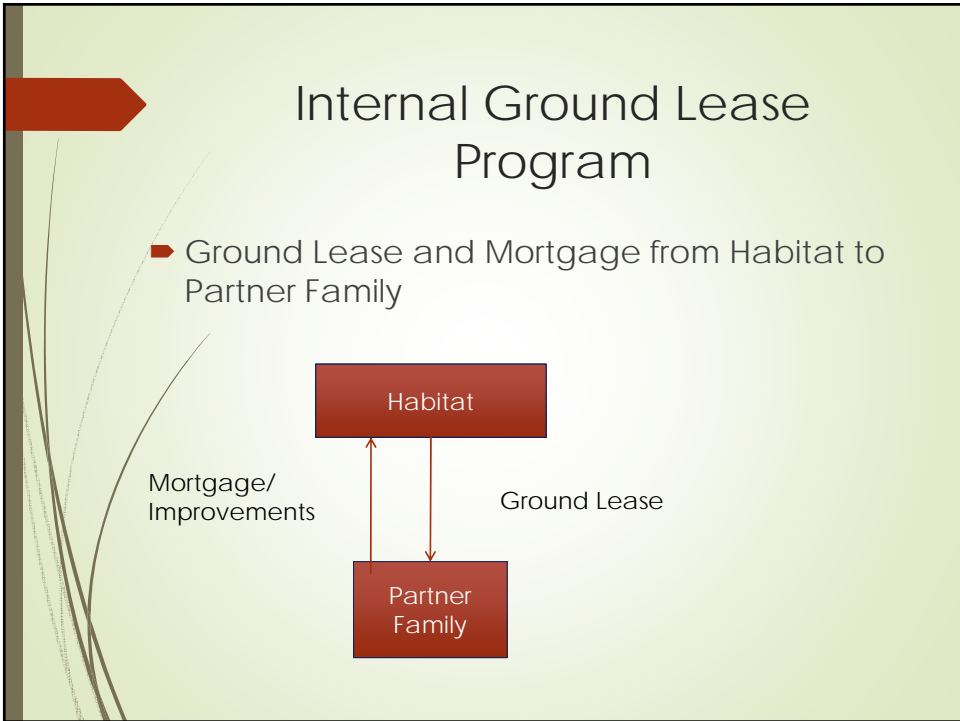 Internal Ground Lease
Program
Ground Lease and Mortgage from Habitat to
Partner Family
Habitat
Mortgage/
Improvements
Ground Lease
Partner
Family